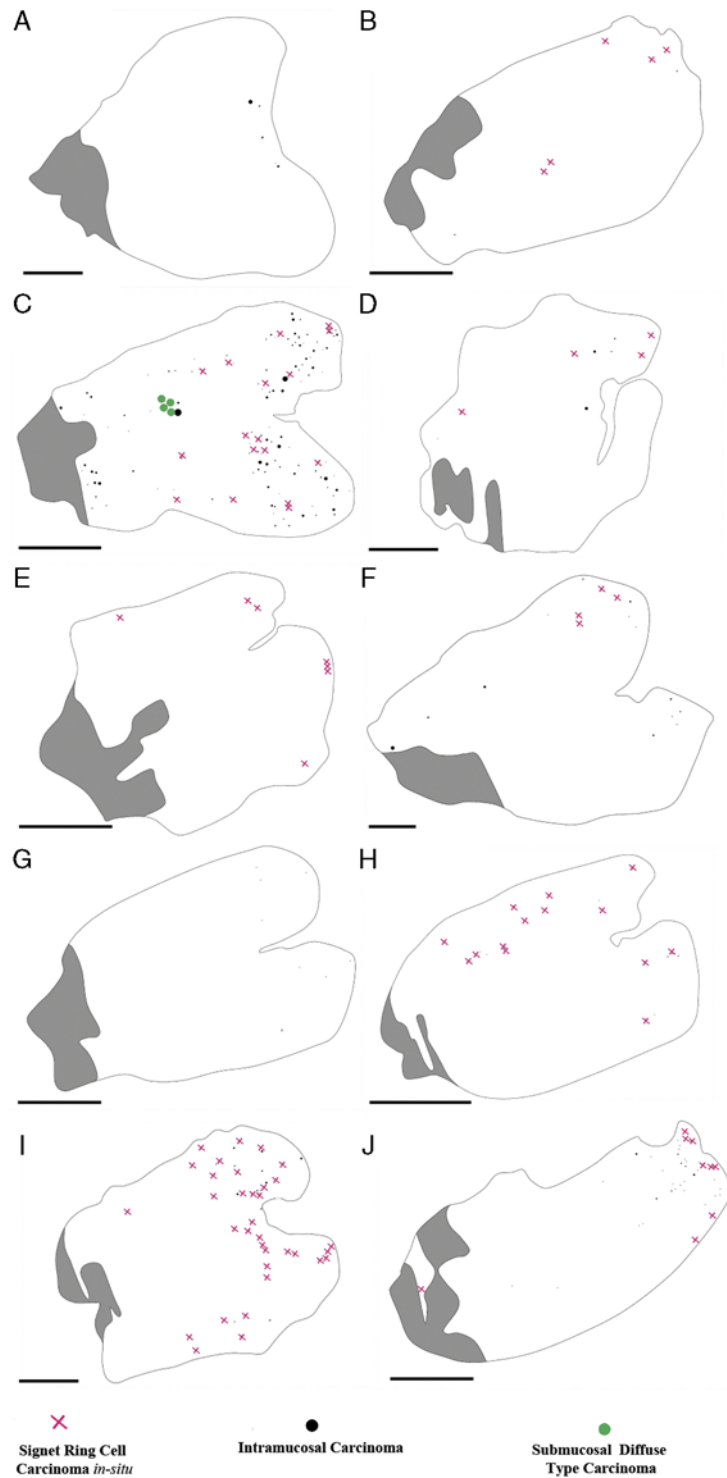 A
B
C
D
E
F
G
H
I
J
Signet Ring Cell
Carcinoma in-situ
Intramucosal Carcinoma
Submucosal Diffuse
Type Carcinoma